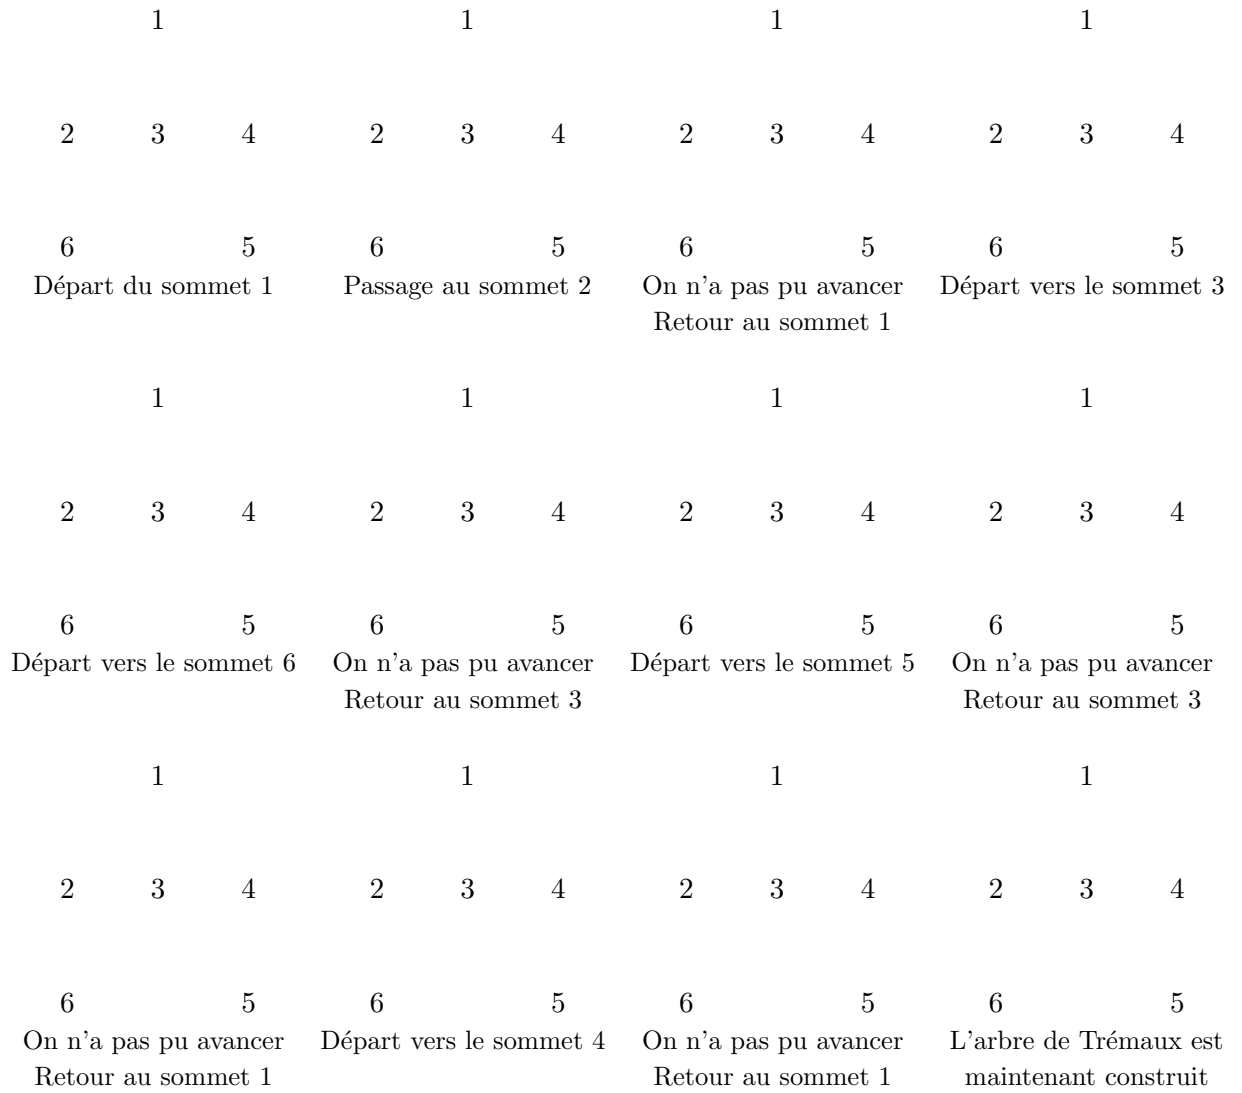 1 1 1 1
2 3 4 2 3 4 2 3 4 2 3 4
6 5 6 5 6 5 6 5
Départ du sommet 1 Passage au sommet 2 On n'a pas pu avancer Départ vers le sommet 3
Retour au sommet 1
1 1 1 1
2 3 4 2 3 4 2 3 4 2 3 4
6 5 6 5 6 5 6 5
Départ vers le sommet 6 On n'a pas pu avancer Départ vers le sommet 5 On n'a pas pu avancer
Retour au sommet 3 Retour au sommet 3
1 1 1 1
2 3 4 2 3 4 2 3 4 2 3 4
6 5 6 5 6 5 6 5
On n'a pas pu avancer Départ vers le sommet 4 On n'a pas pu avancer L'arbre de Trémaux est
Retour au sommet 1 Retour au sommet 1 maintenant construit